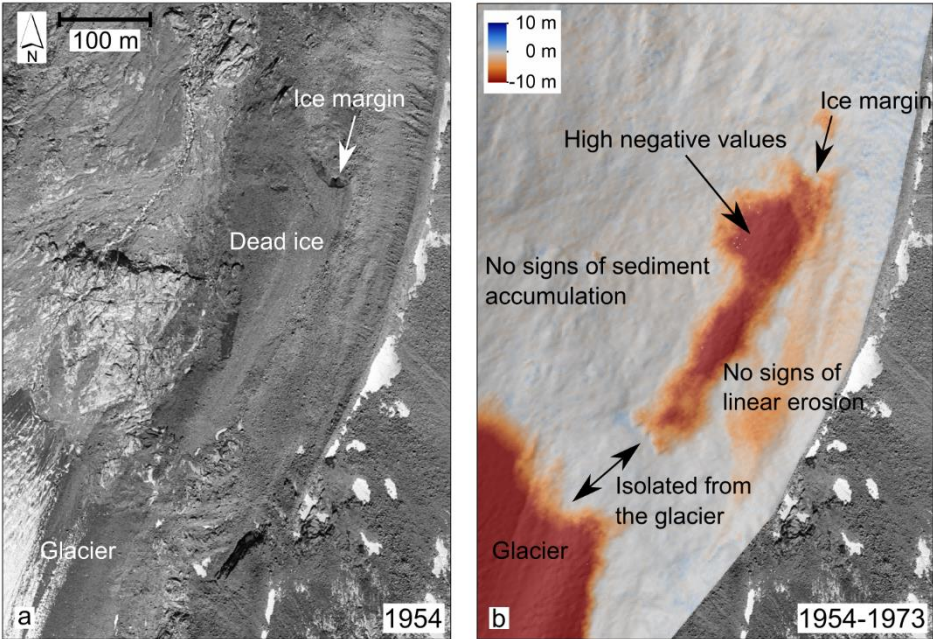 N
100 m
Ice margin
Dead ice
Glacier
a
1954
10 m
0 m
-10 m
Ice margin
High negative values
No signs of sediment
accumulation
No signs of
linear erosion
Isolated from
the glacier
Glacier
b
1954-1973